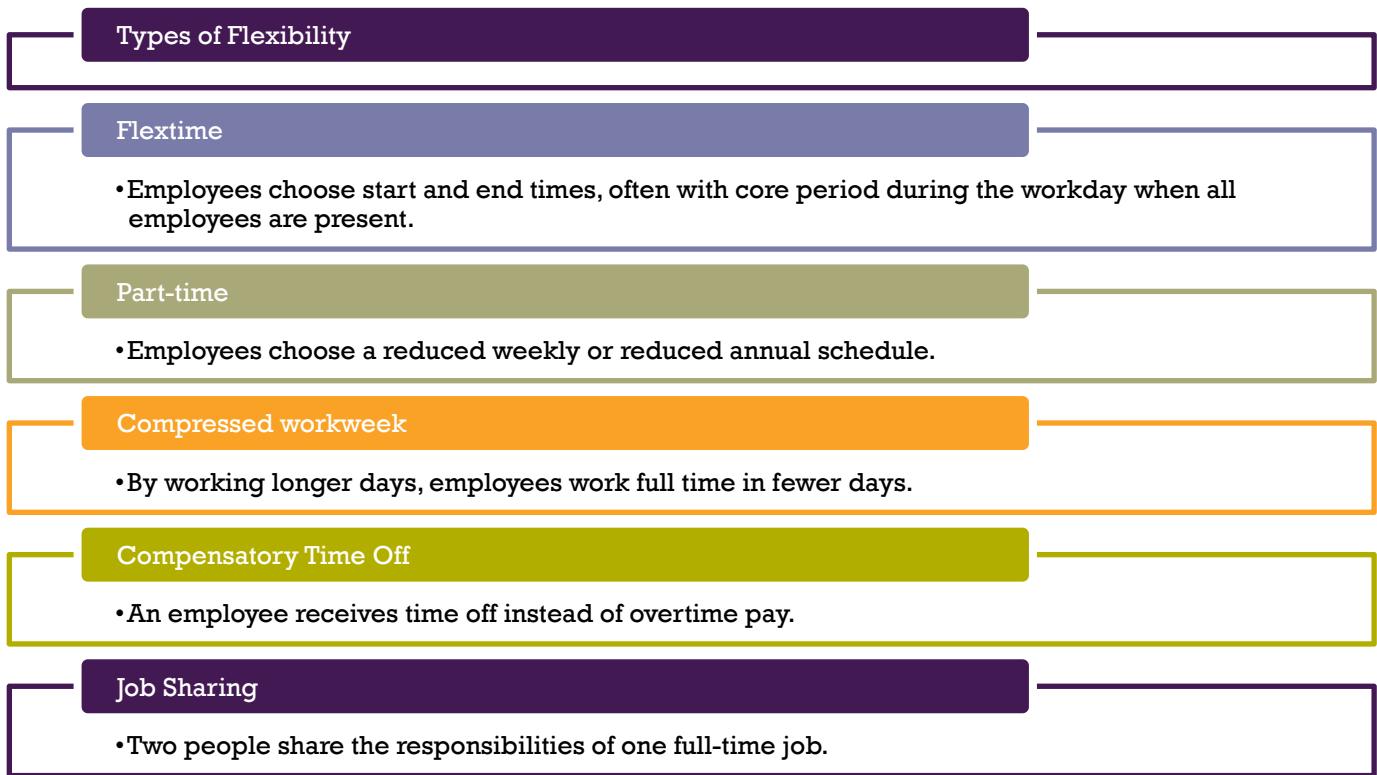 Types of Flexibility
Flextime
•Employees choose start and end times, often with core period during the workday when all
employees are present.
Part-time
•Employees choose a reduced weekly or reduced annual schedule.
Compressed workweek
•By working longer days, employees work full time in fewer days.
Compensatory Time Off
•An employee receives time off instead of overtime pay.
Job Sharing
•Two people share the responsibilities of one full-time job.